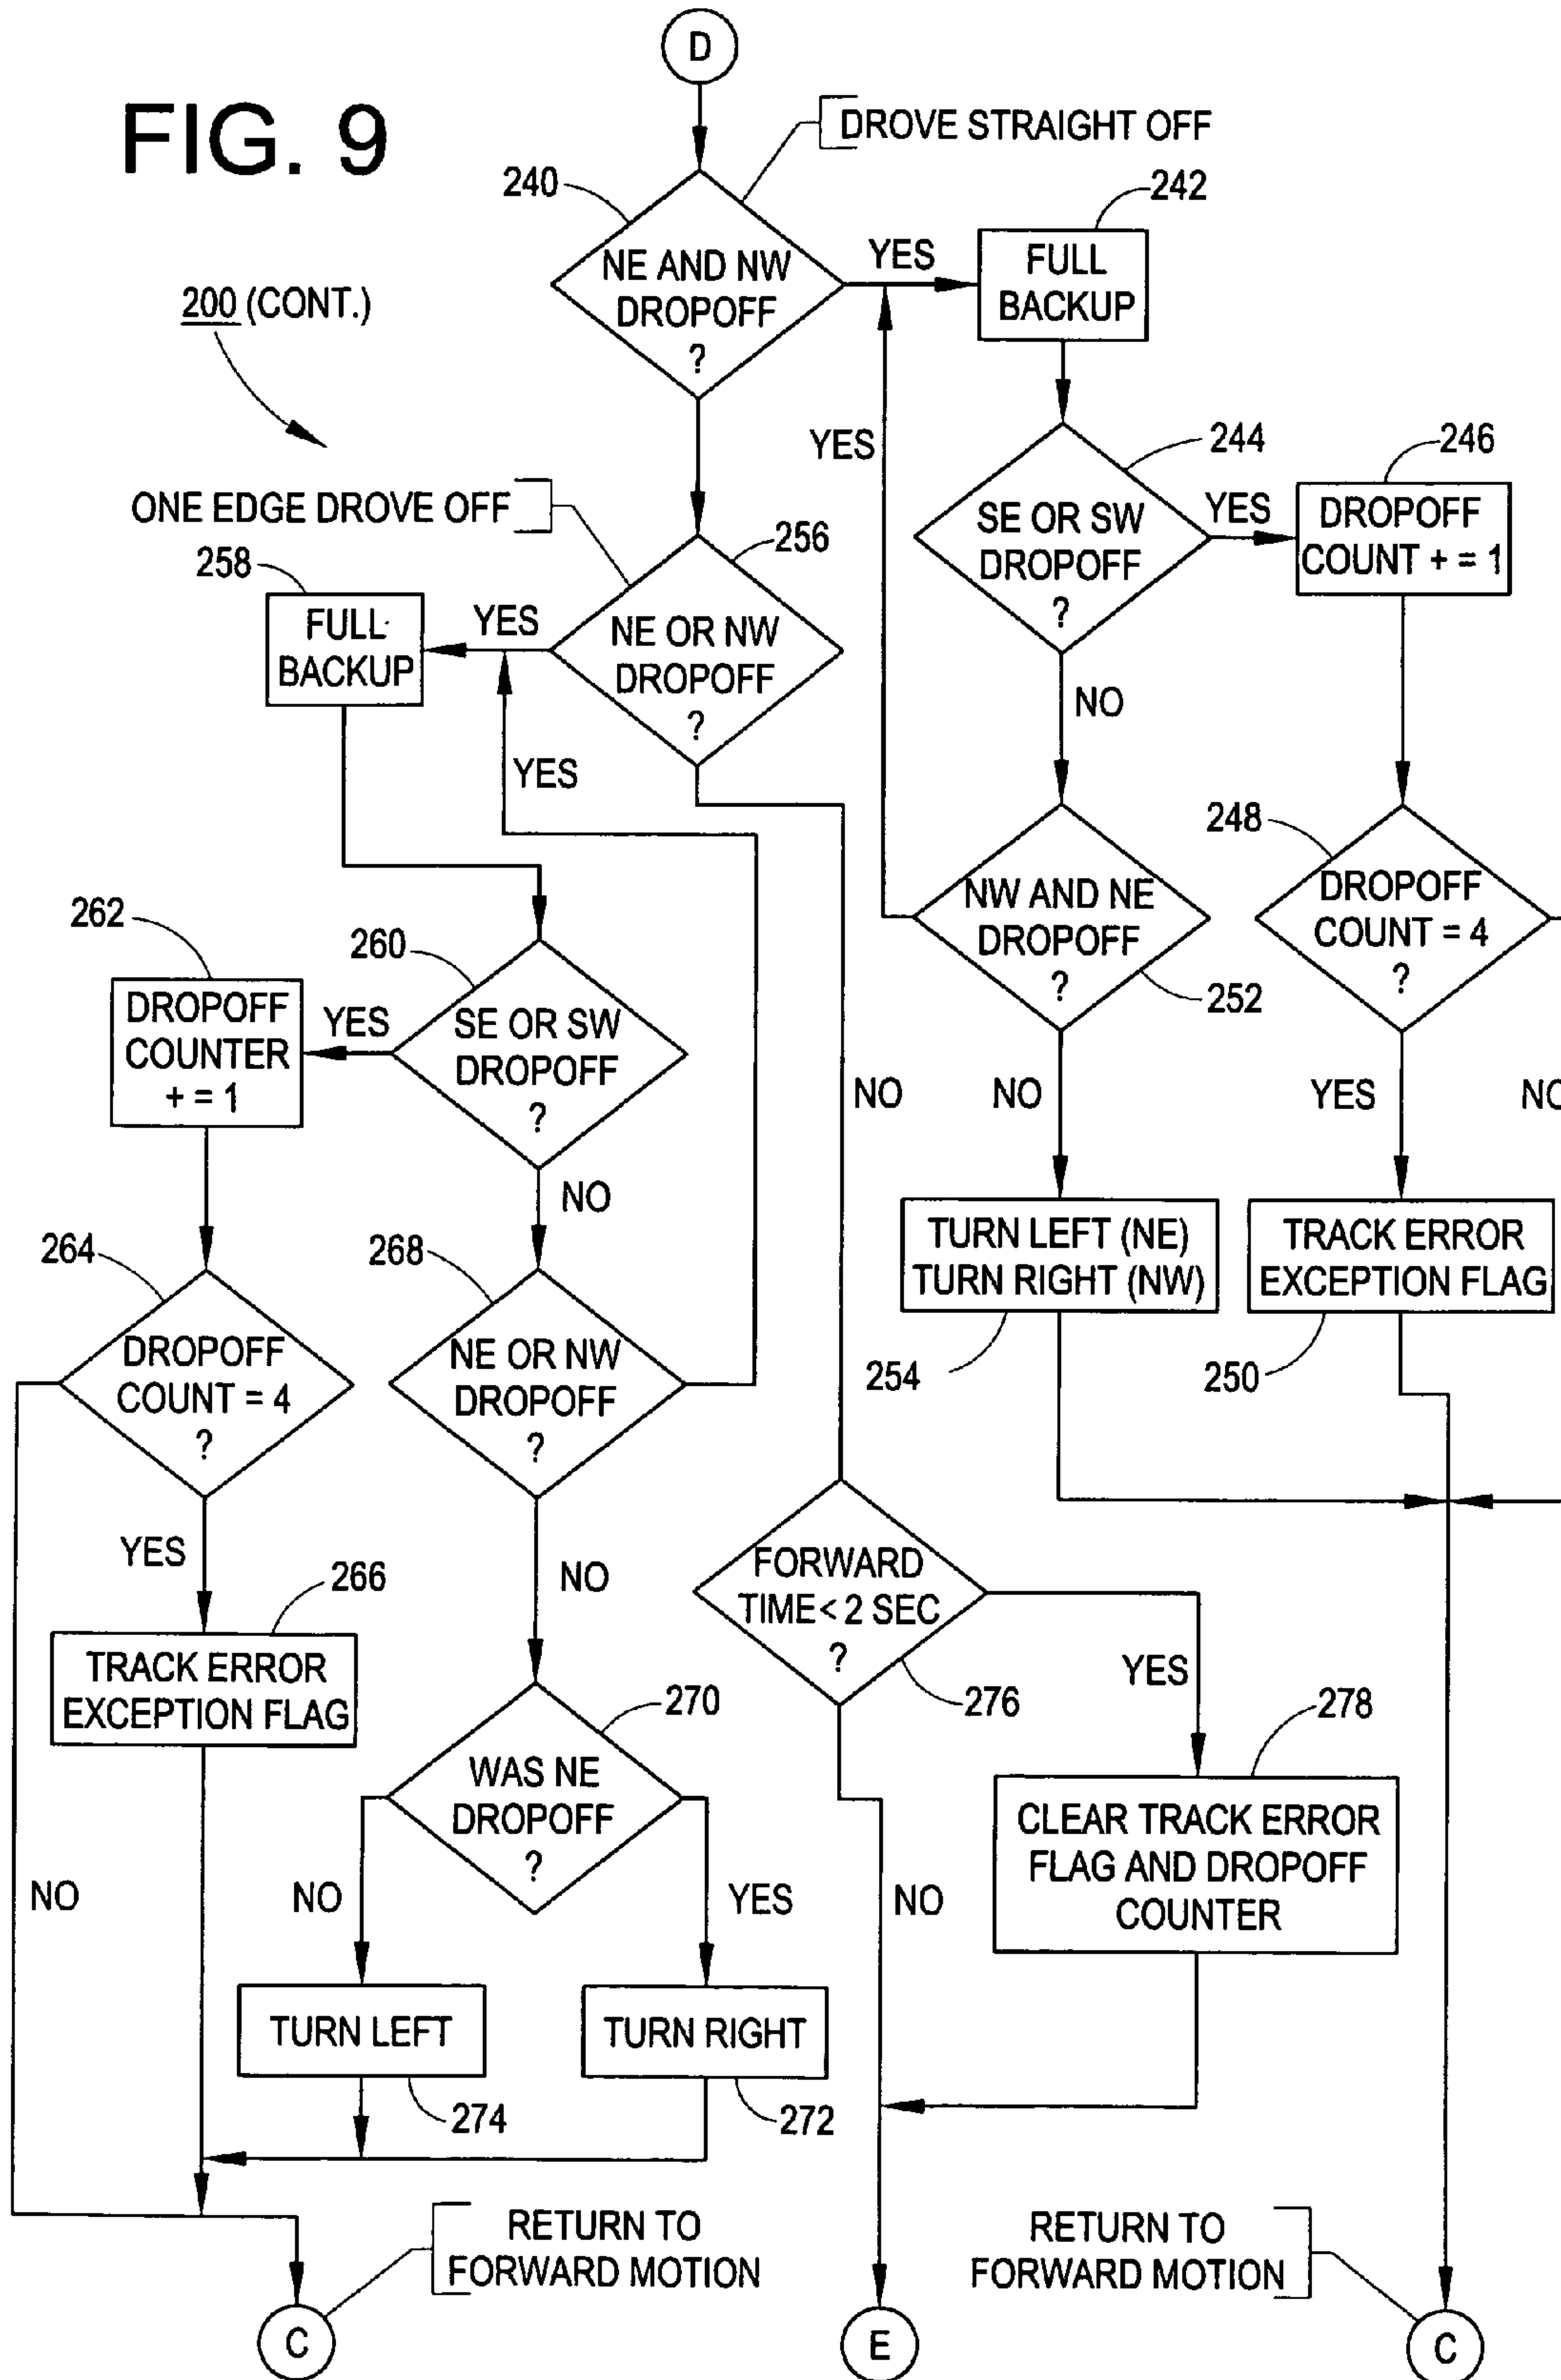 D
FIG. 9
DROVE STRAIGHT OFF
240
242
NE AND NW
DROPOFF
?
YES
FULL
BACKUP
200 (CONT.)
YES
244
246
ONE EDGE DROVE OFF
256
SE OR SW
DROPOFF
?
YES
DROPOFF
COUNT + = 1
258
FULL
BACKUP
YES
NE OR NW
DROPOFF
?
NO
YES
248
262
260
NW AND NE
DROPOFF
?
252
DROPOFF
COUNT = 4
?
DROPOFF
COUNTER
+ = 1
YES
SE OR SW
DROPOFF
?
NO
NO
YES
NO
NO
264
268
TURN LEFT (NE)
TURN RIGHT (NW)
TRACK ERROR
EXCEPTION FLAG
DROPOFF
COUNT = 4
?
NE OR NW
DROPOFF
?
254
250
YES
NO
FORWARD
TIME < 2 SEC
?
266
YES
TRACK ERROR
EXCEPTION FLAG
270
276
278
WAS NE
DROPOFF
?
CLEAR TRACK ERROR
FLAG AND DROPOFF
COUNTER
NO
NO
YES
NO
TURN LEFT
TURN RIGHT
274
272
RETURN TO
FORWARD MOTION
RETURN TO
FORWARD MOTION
C
E
C